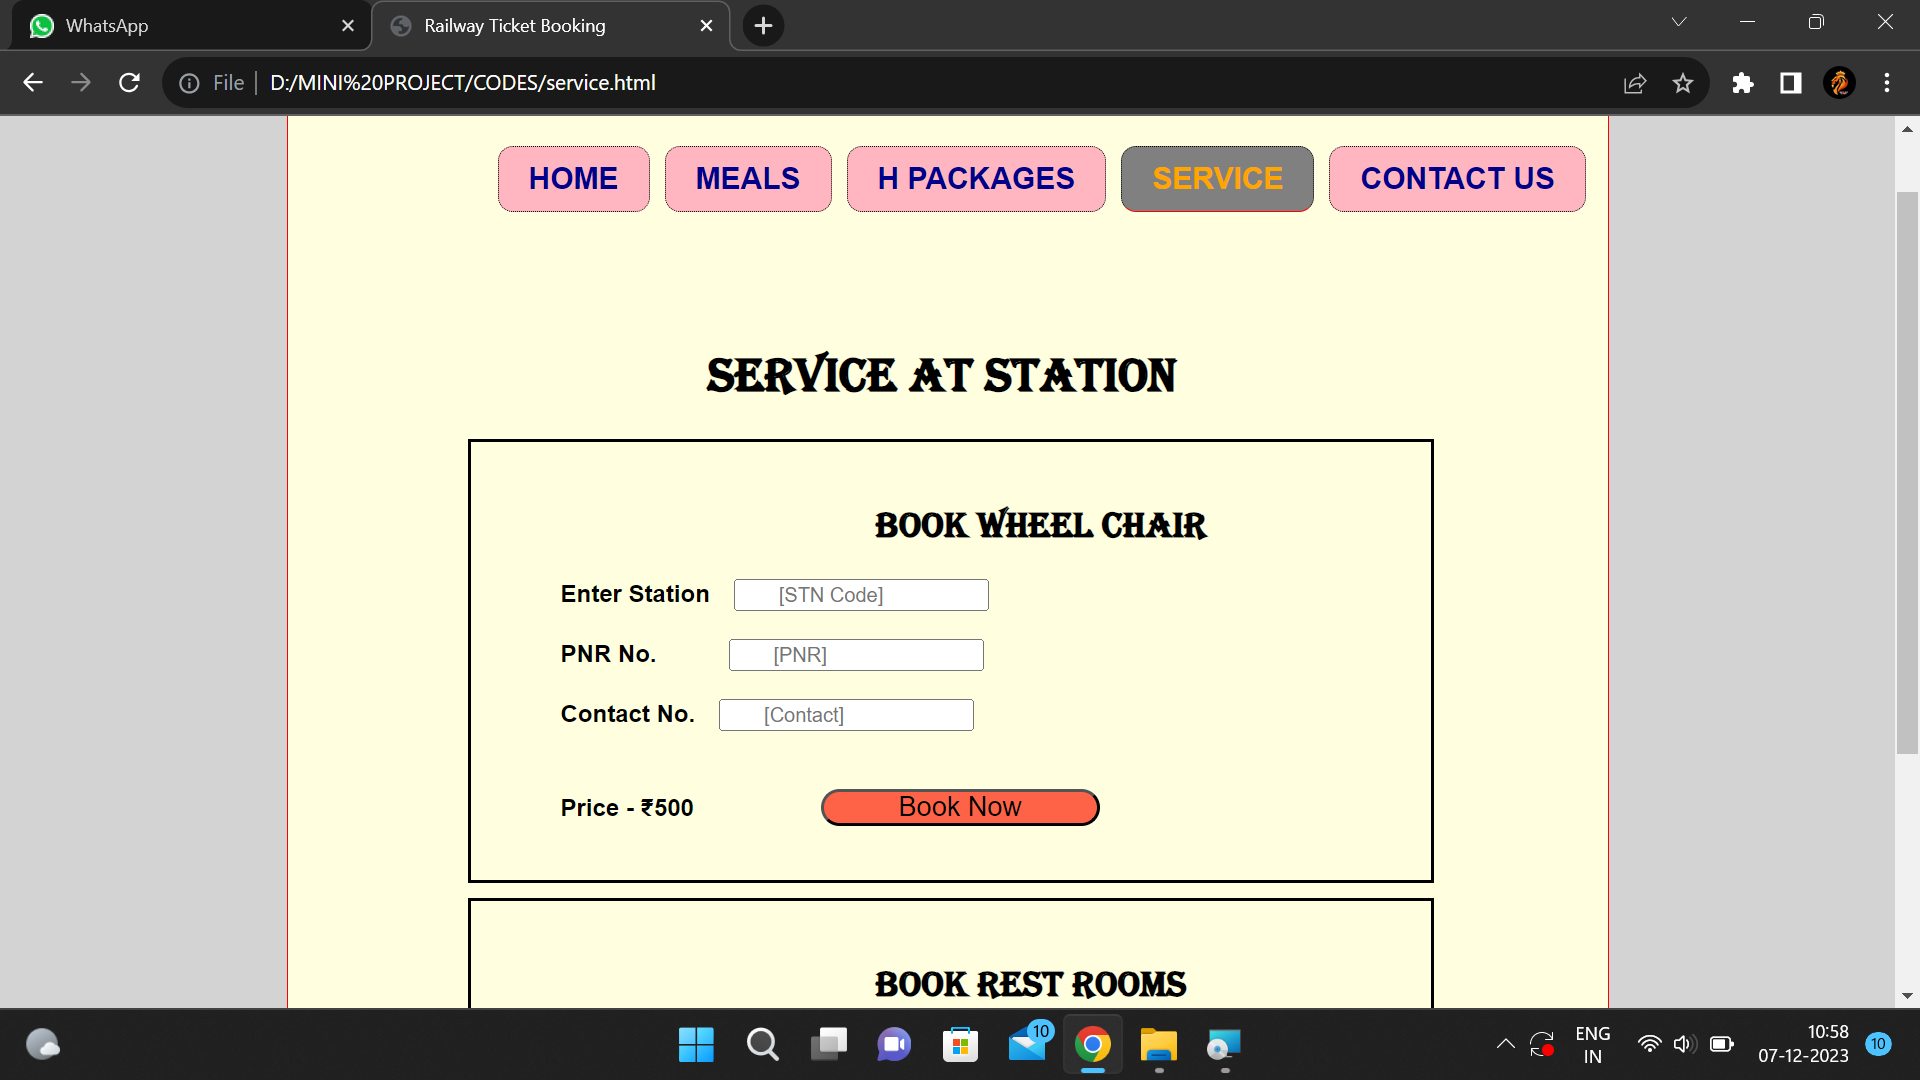 WhatsApp
Railway Ticket Booking
File
D:/MINI%20PROJECT/CODES/service.html
HOME
MEALS
H PACKAGES
SERVICE
CONTACT US
SERVICE AT STATION
BOOK WHEEL CHAIR
Enter Station
[STN Code]
PNR No.
[PNR]
Contact No.
[Contact]
Price - ₹500
Book Now
BOOK REST ROOMS
10
ENG
IN
10:58
07-12-2023
10